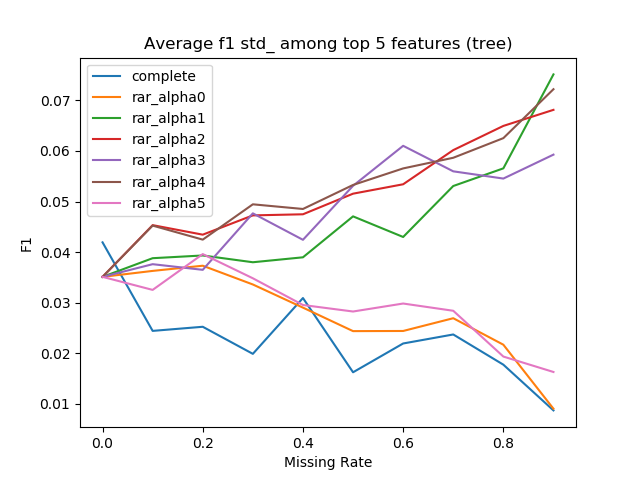 Average f1 std_ among top 5 features (tree)
complete
rar_alpha0
rar_alpha1
rar_alpha2
rar_alpha3
rar_alpha4
rar_alpha5
0.07
0.06
0.05
0.04
0.03
0.02
0.01
F1
0.0 0.2 0.4 0.6 0.8
Missing Rate